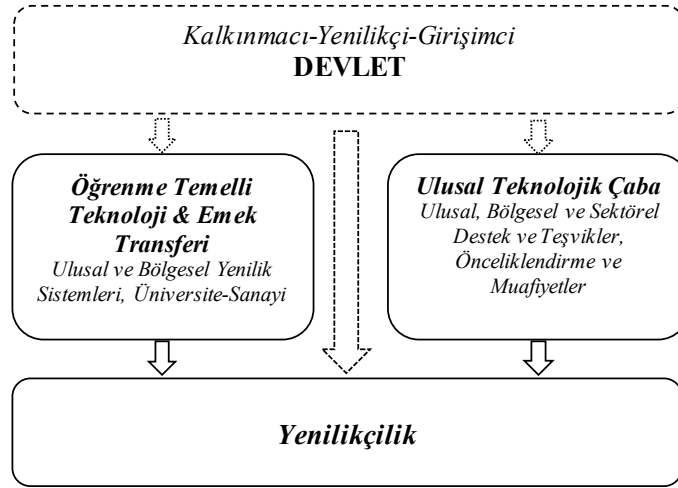 Kalkınmacı-Yenilikçi-Girişimci
DEVLET
Öğrenme Temelli
Teknoloji & Emek
Transferi
Ulusal ve Bölgesel Yenilik
Sistemleri, Üniversite-Sanayi
Ulusal Teknolojik Çaba
Ulusal, Bölgesel ve Sektörel
Destek ve Teşvikler,
Önceliklendirme ve
Muafiyetler
Yenilikçilik